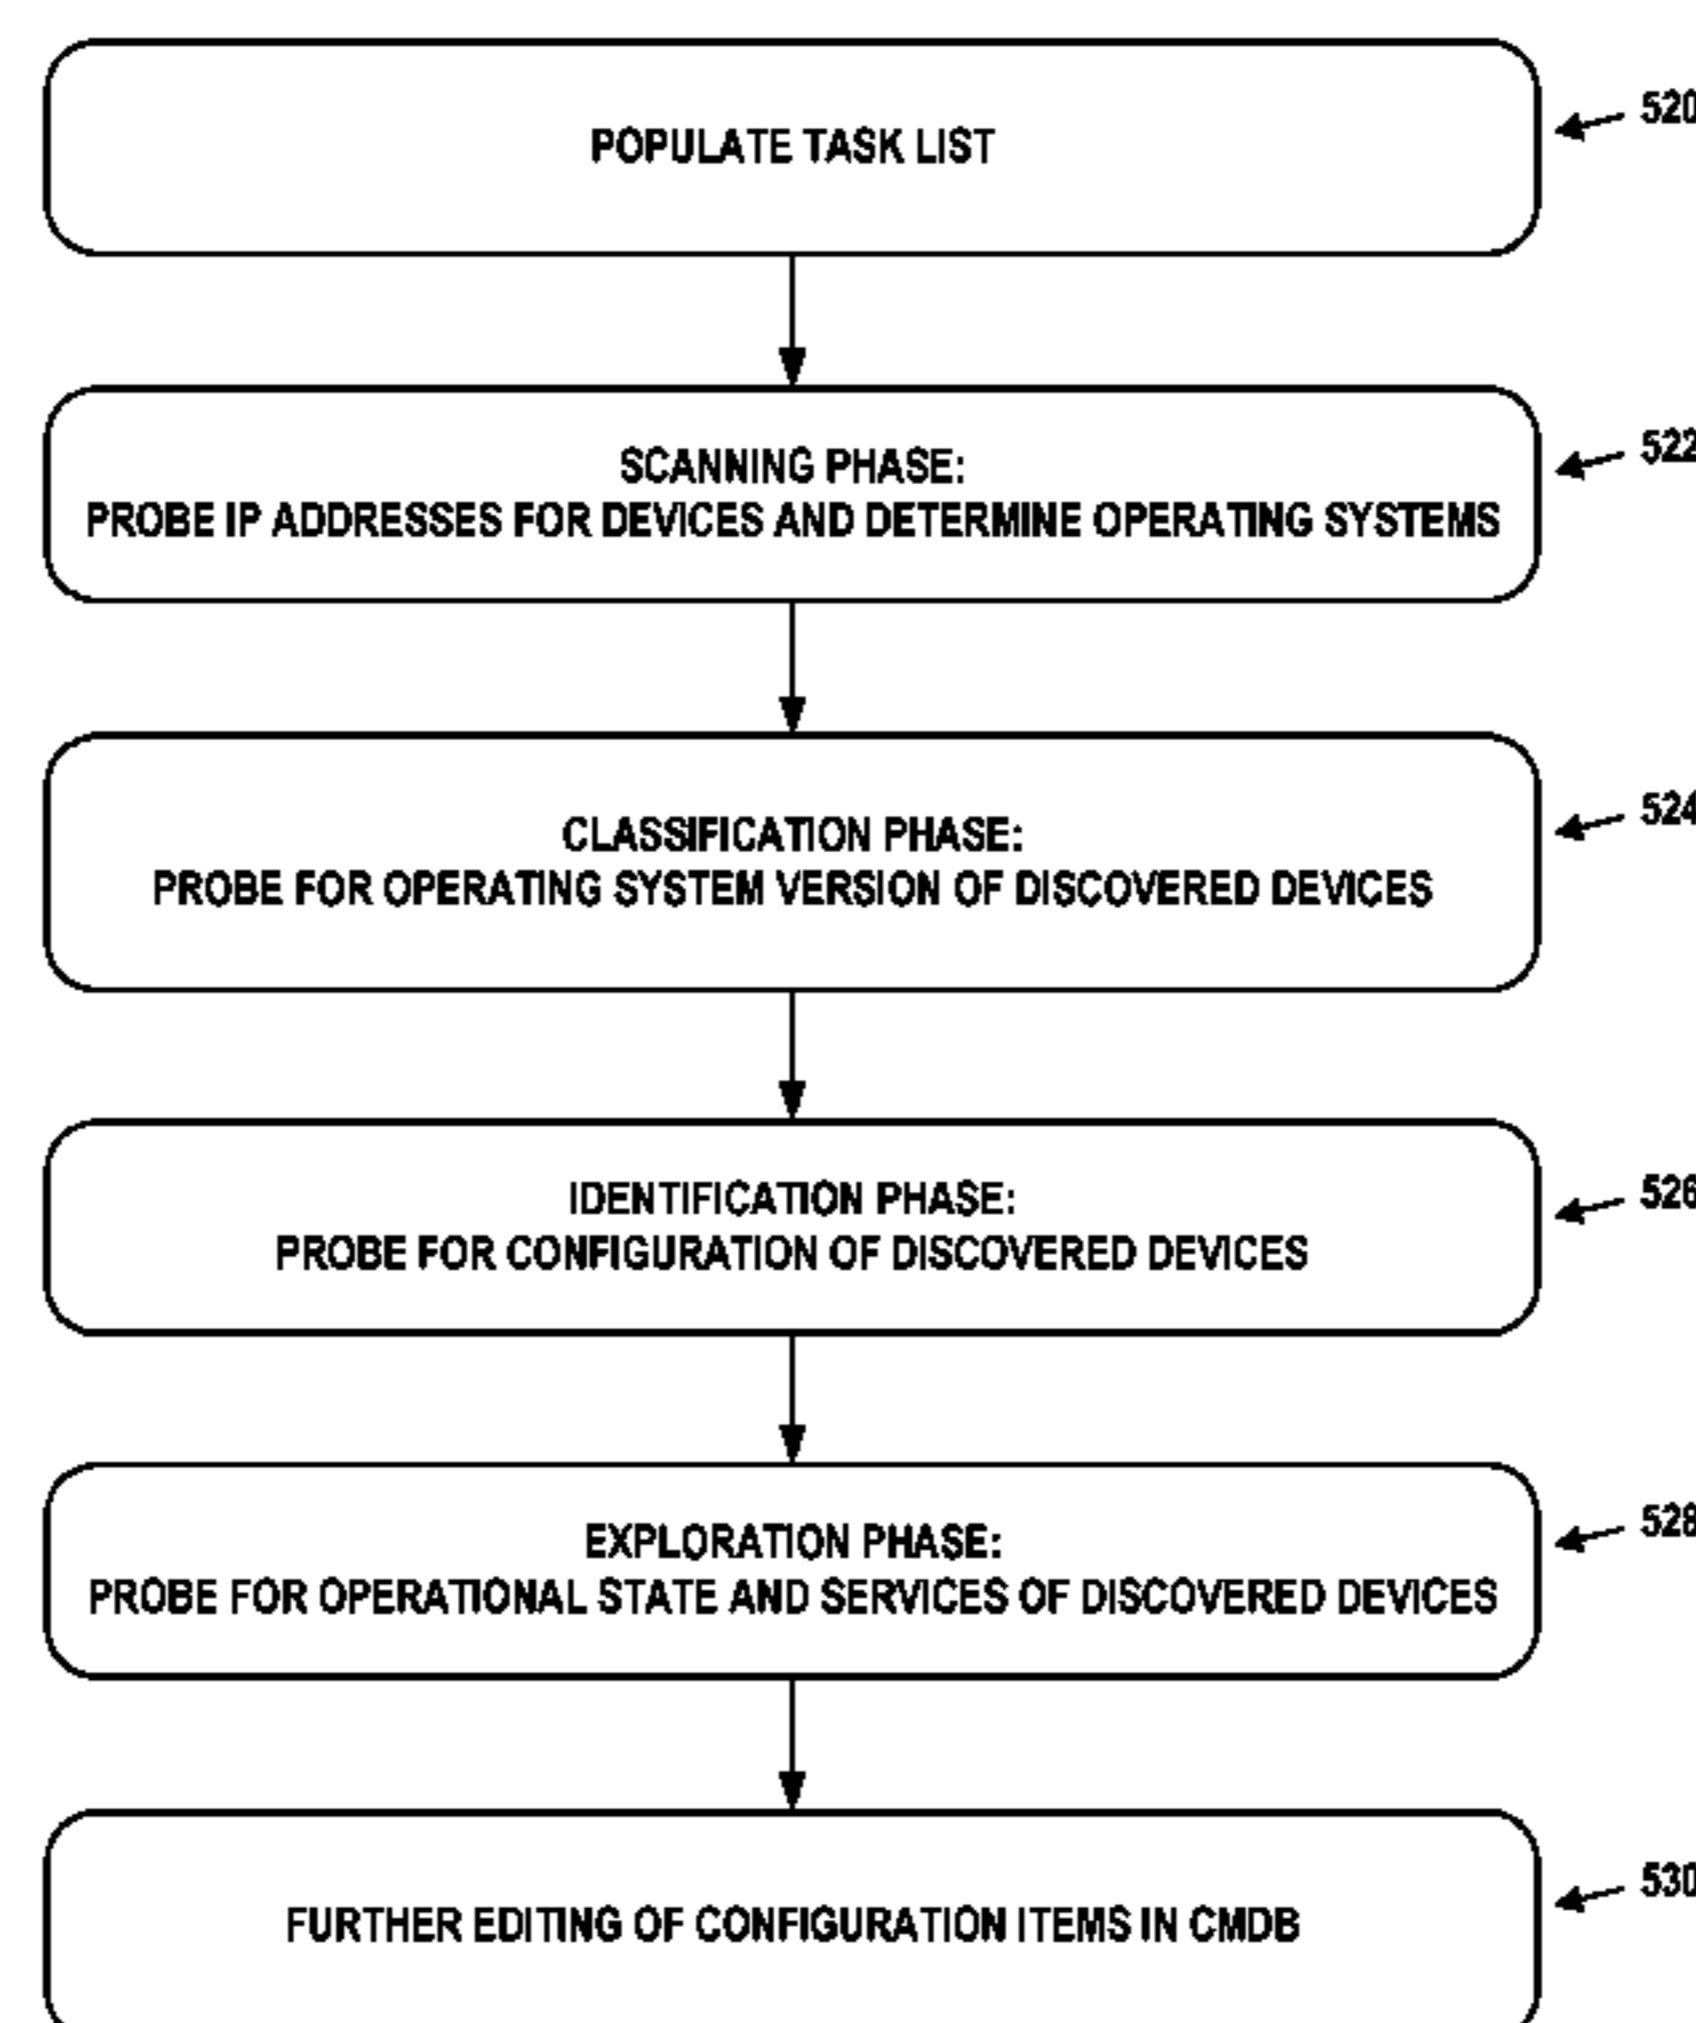 POPULATE TASK LIST
520
SCANNING PHASE:
PROBE IP ADDRESSES FOR DEVICES AND DETERMINE OPERATING SYSTEMS
522
CLASSIFICATION PHASE:
PROBE FOR OPERATING SYSTEM VERSION OF DISCOVERED DEVICES
524
IDENTIFICATION PHASE:
PROBE FOR CONFIGURATION OF DISCOVERED DEVICES
526
EXPLORATION PHASE:
PROBE FOR OPERATIONAL STATE AND SERVICES OF DISCOVERED DEVICES
528
FURTHER EDITING OF CONFIGURATION ITEMS IN CMDB
530